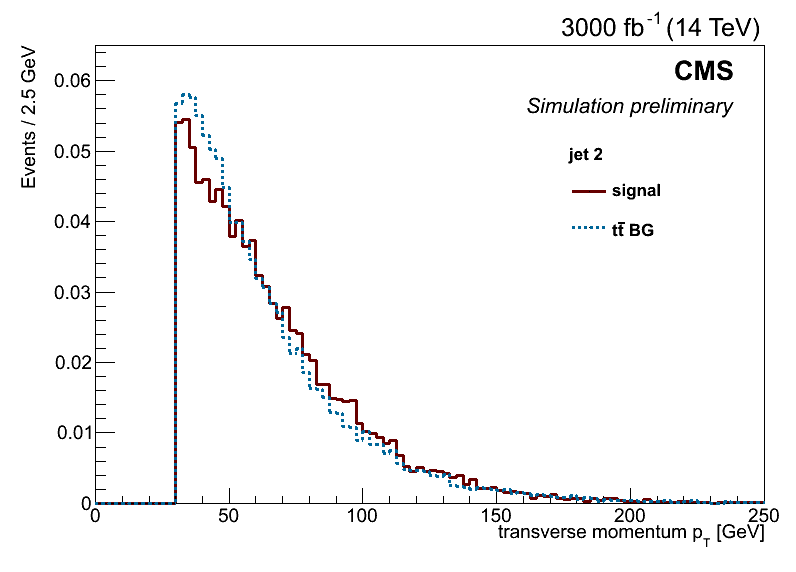 3000 fb⁻¹ (14 TeV)
CMS
Simulation preliminary
jet 2
signal
tt̄ BG
Events / 2.5 GeV
0.06
0.05
0.04
0.03
0.02
0.01
0
0 50 100 150 200 250
transverse momentum p_T [GeV]